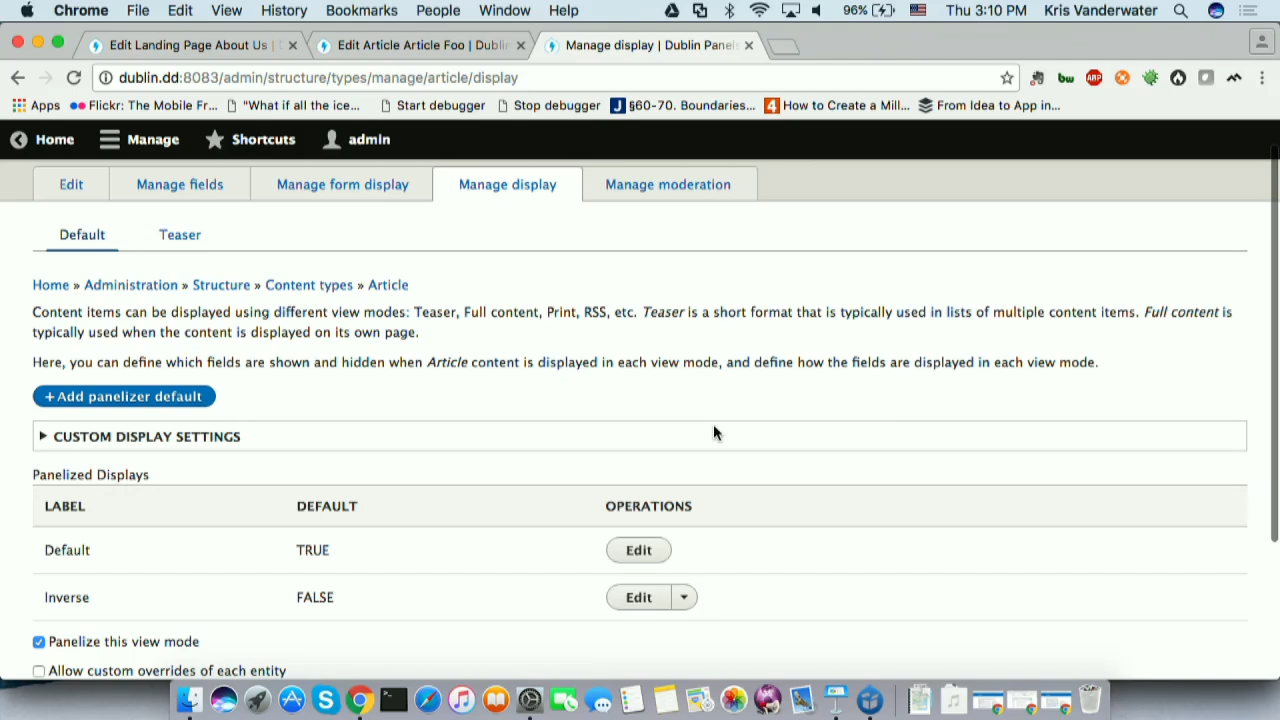 Chrome File Edit View History Bookmarks People Window Help 96% Thu 3:10 PM Kris Vanderwater
Edit Landing Page About Us | Edit Article Article Foo | Dublin Manage display | Dublin Panels
dublin.dd:8083/admin/structure/types/manage/article/display bw ABP
Apps Flickr: The Mobile Fr... "What if all the ice... Start debugger Stop debugger J §60-70. Boundaries... 4 How to Create a Mill... From Idea to App in...
Home Manage Shortcuts admin
Edit Manage fields Manage form display Manage display Manage moderation
Default Teaser
Home » Administration » Structure » Content types » Article
Content items can be displayed using different view modes: Teaser, Full content, Print, RSS, etc. Teaser is a short format that is typically used in lists of multiple content items. Full content is
typically used when the content is displayed on its own page.
Here, you can define which fields are shown and hidden when Article content is displayed in each view mode, and define how the fields are displayed in each view mode.
+ Add panelizer default
CUSTOM DISPLAY SETTINGS
Panelized Displays
LABEL DEFAULT OPERATIONS
Default TRUE Edit
Inverse FALSE Edit
Panelize this view mode
Allow custom overrides of each entity